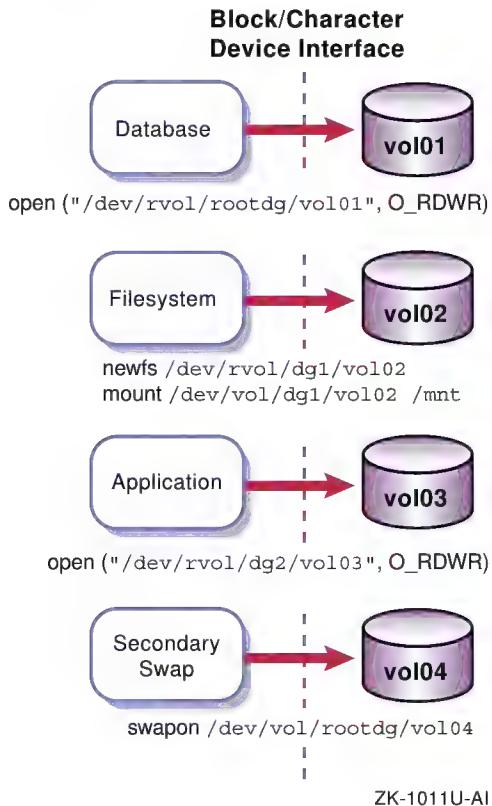 Block/Character
Device Interface
Database
vol01
open ("/dev/rvol/rootdg/vol01", O_RDWR)
Filesystem
vol02
newfs /dev/rvol/dg1/vol02
mount /dev/vol/dg1/vol02 /mnt
Application
vol03
open ("/dev/rvol/dg2/vol03", O_RDWR)
Secondary
Swap
vol04
swapon /dev/vol/rootdg/vol04
ZK-1011U-AI